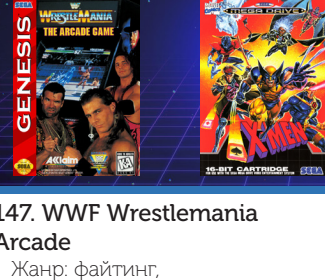 GENESIS
WRESTLEMANIA
THE ARCADE GAME
AKlaim
SEGA
MEGA DRIVE
X-MEN
16-BIT CARTRIDGE
SEGA
147. WWF Wrestlemania
Arcade
Жанр: файтинг,